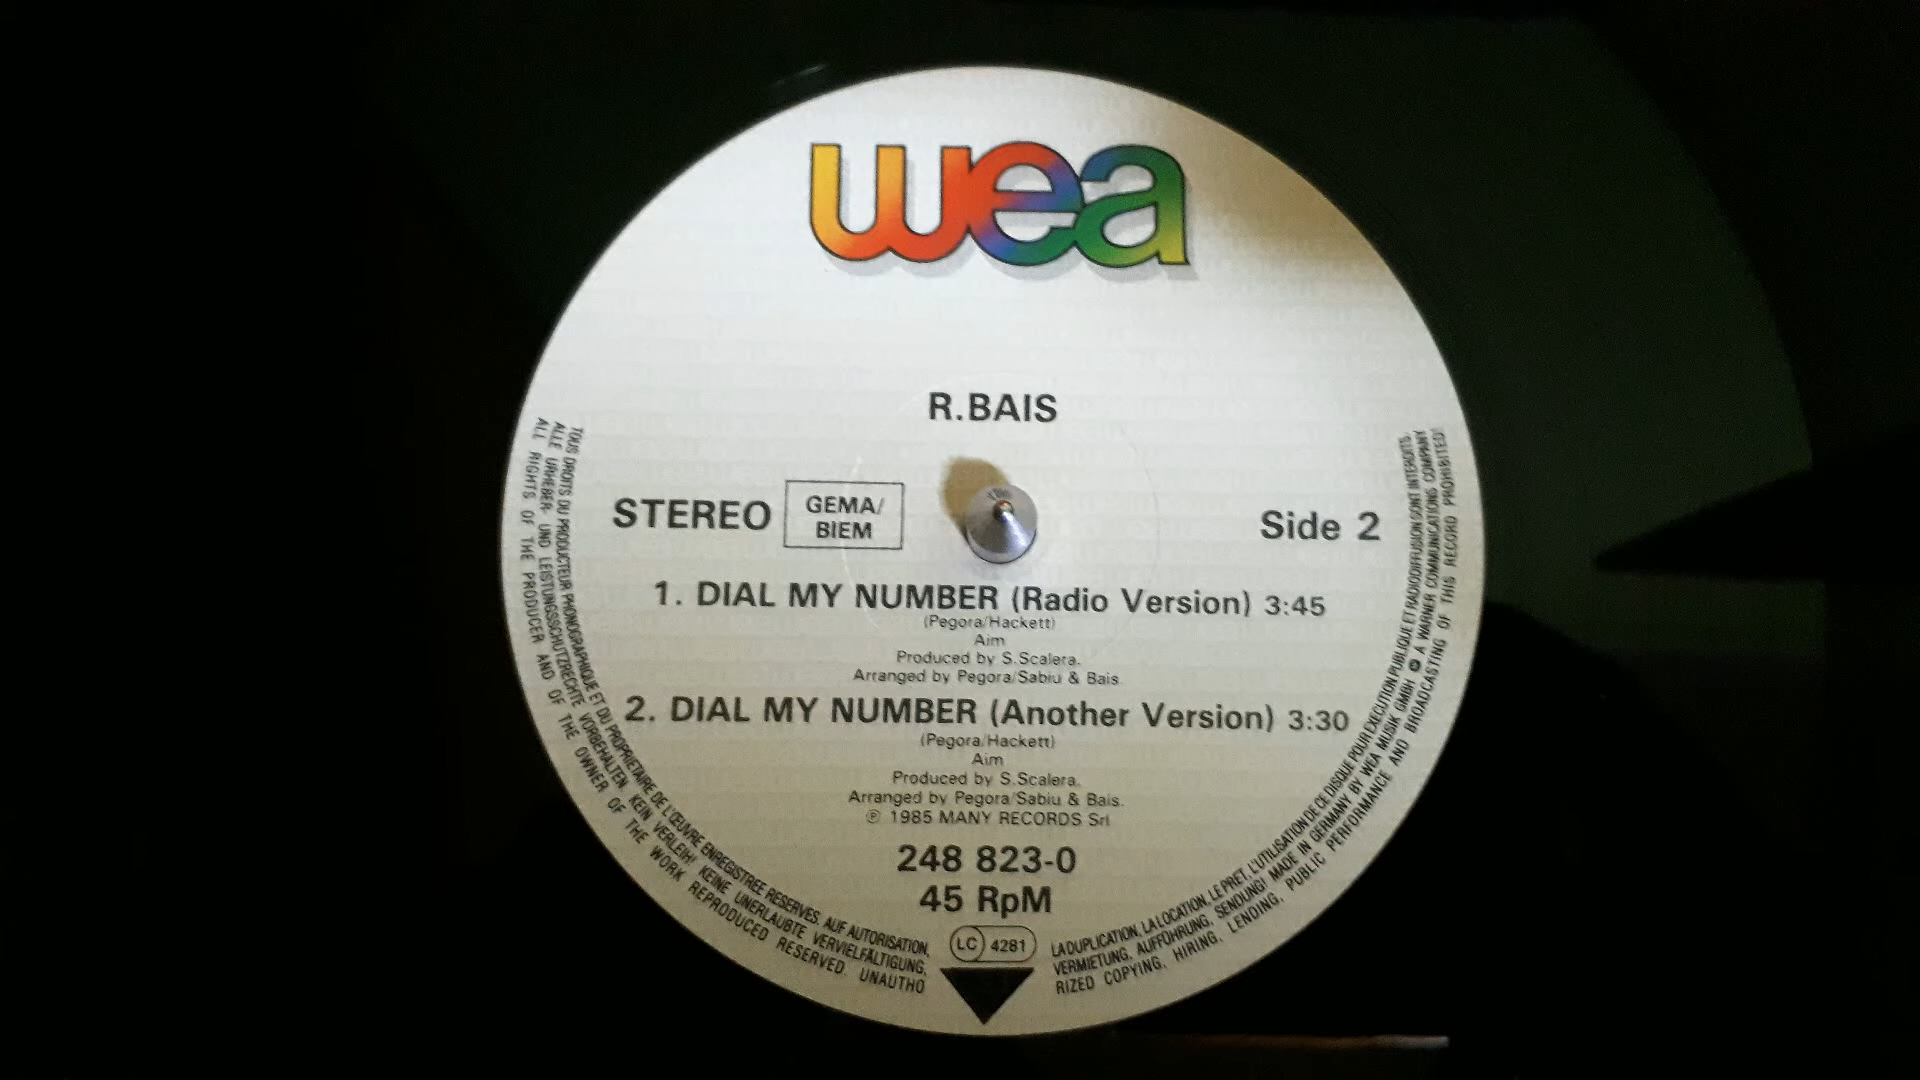 wea
R.BAIS
STEREO
GEMA/
BIEM
Side 2
1. DIAL MY NUMBER (Radio Version) 3:45
(Pegora/Hackett)
Aim
Produced by S.Scalera.
Arranged by Pegora/Sabiu & Bais.
2. DIAL MY NUMBER (Another Version) 3:30
(Pegora/Hackett)
Aim
Produced by S.Scalera.
Arranged by Pegora/Sabiu & Bais.
℗ 1985 MANY RECORDS Srl
248 823-0
45 RpM
LC 4281
TOUS DROITS DU PRODUCTEUR PHONOGRAPHIQUE ET DU PROPRIETAIRE DE L'ŒUVRE ENREGISTREE RESERVES. AUF AUTORISATION, LA DUPLICATION, LA LOCATION, LE PRET, L'UTILISATION DE CE DISQUE POUR EXECUTION PUBLIQUE ET RADIODIFFUSION SONT INTERDITS.
ALLE URHEBER- UND LEISTUNGSSCHUTZRECHTE VORBEHALTEN. KEIN VERLEIH! KEINE UNERLAUBTE VERVIELFÄLTIGUNG, VERMIETUNG, AUFFÜHRUNG, SENDUNG! MADE IN GERMANY BY WEA MUSIK GMBH A WARNER COMMUNICATIONS COMPANY
ALL RIGHTS OF THE PRODUCER AND OF THE OWNER OF THE WORK REPRODUCED RESERVED. UNAUTHORIZED COPYING, HIRING, LENDING, PUBLIC PERFORMANCE AND BROADCASTING OF THIS RECORD PROHIBITED!